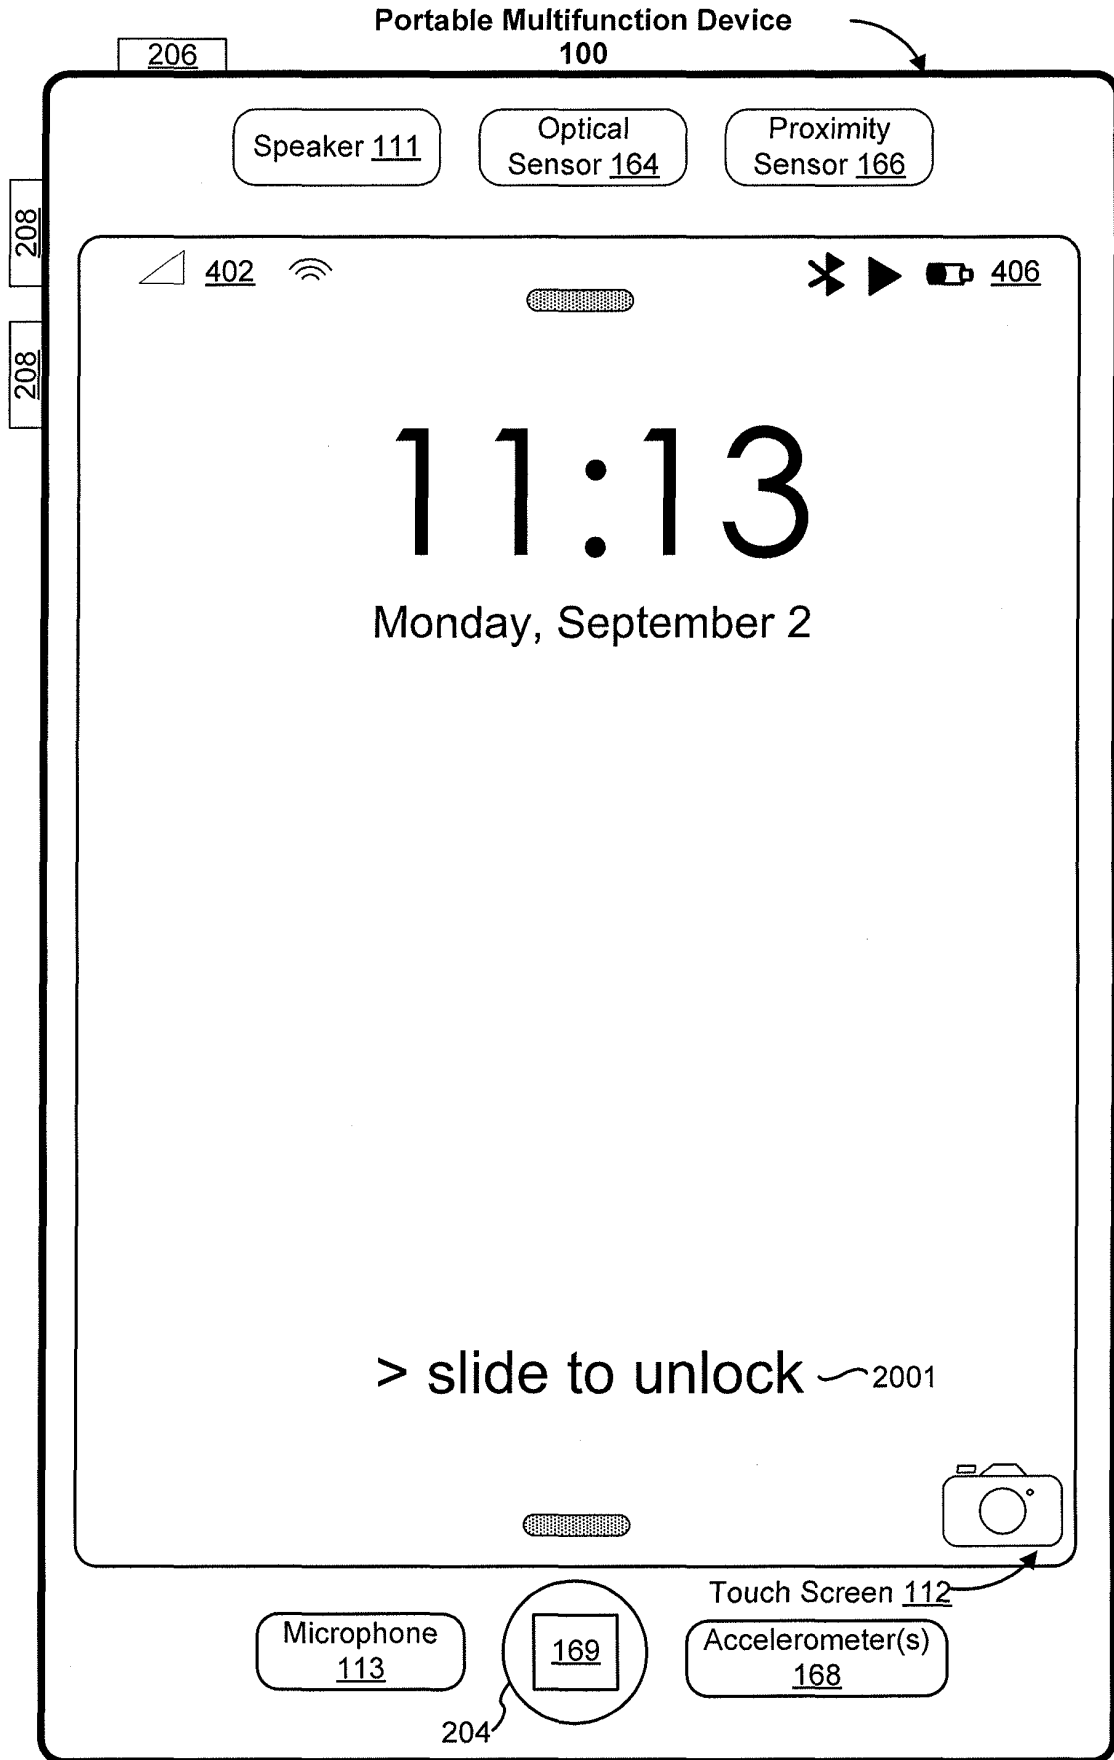 Portable Multifunction Device
100
206
Speaker 111
Optical
Sensor 164
Proximity
Sensor 166
208
402
406
208
11:13
Monday, September 2
> slide to unlock
2001
Touch Screen 112
Microphone
113
169
Accelerometer(s)
168
204